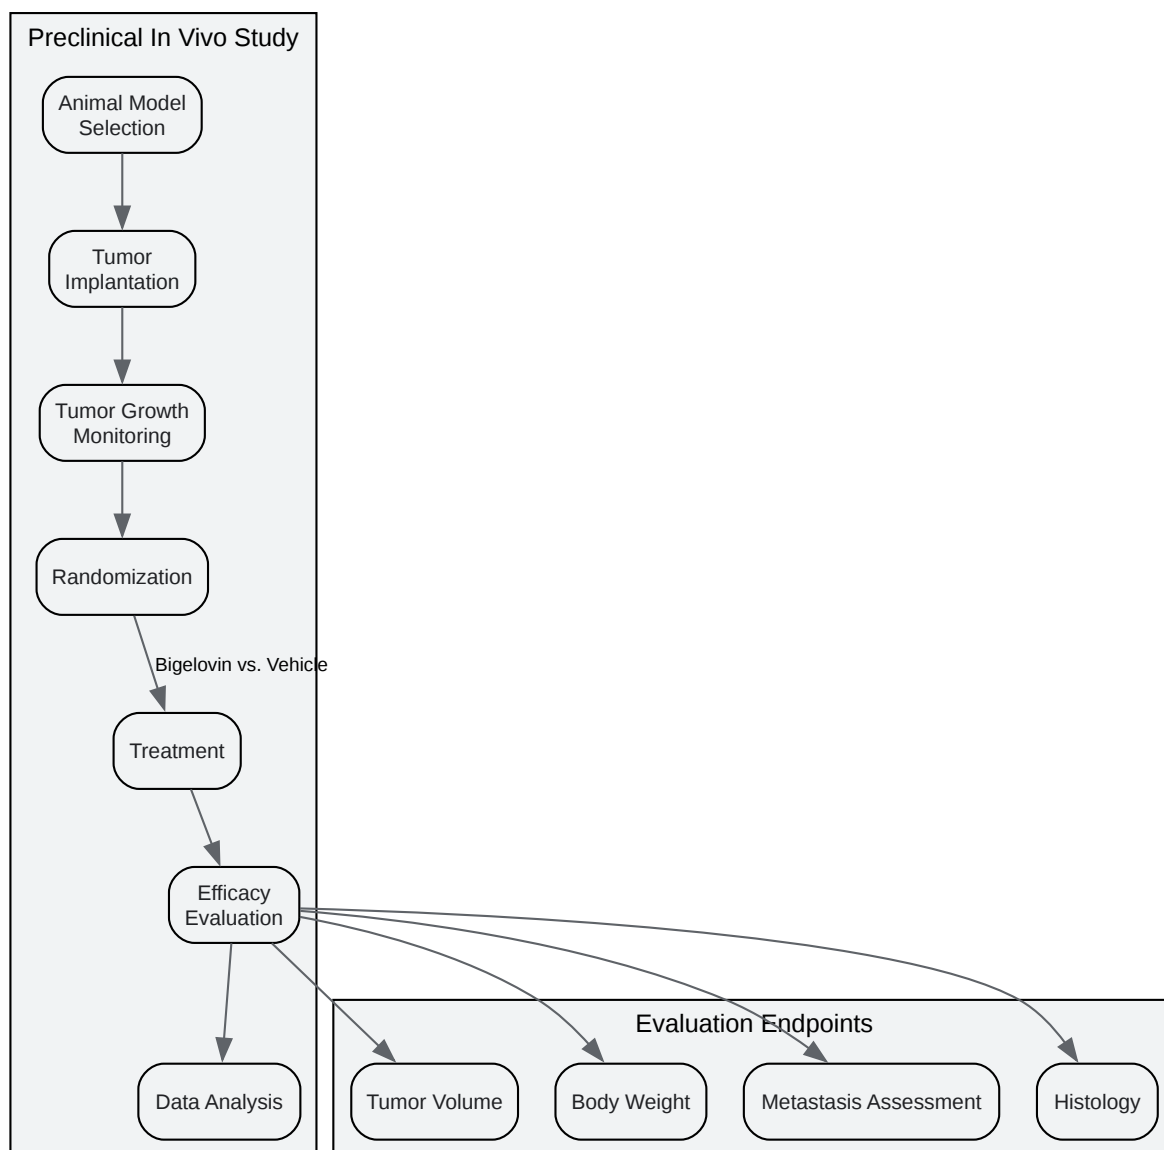 Preclinical In Vivo Study
Animal Model
Selection
Tumor
Implantation
Tumor Growth
Monitoring
Randomization
Bigelovin vs. Vehicle
Treatment
Efficacy
Evaluation
Evaluation Endpoints
Data Analysis
Tumor Volume
Body Weight
Metastasis Assessment
Histology